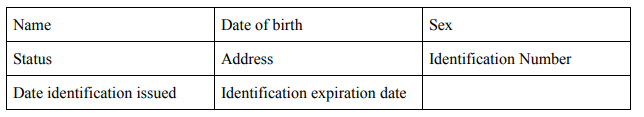 Name Date of birth Sex
Status Address Identification Number
Date identification issued Identification expiration date